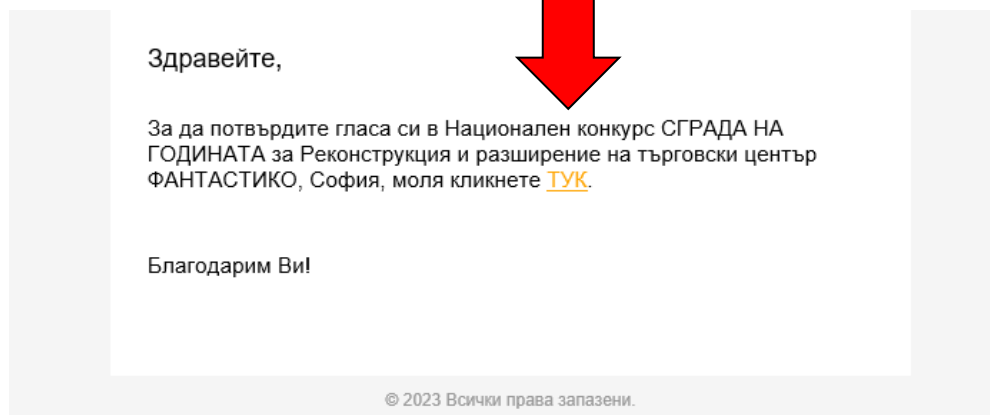 Здравейте,
За да потвърдите гласа си в Национален конкурс СГРАДА НА
ГОДИНАТА за Реконструкция и разширение на търговски център
ФАНТАСТИКО, София, моля кликнете ТУК.
Благодарим Ви!
© 2023 Всички права запазени.